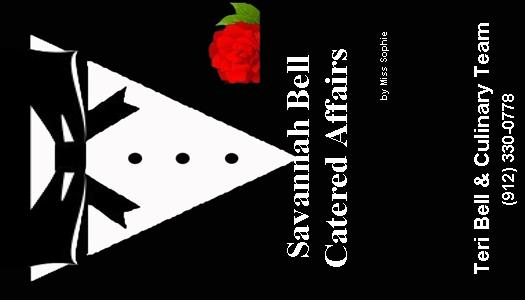 Savannah Bell
Catered Affairs
by Miss Sophie
Teri Bell & Culinary Team
(912) 330-0778